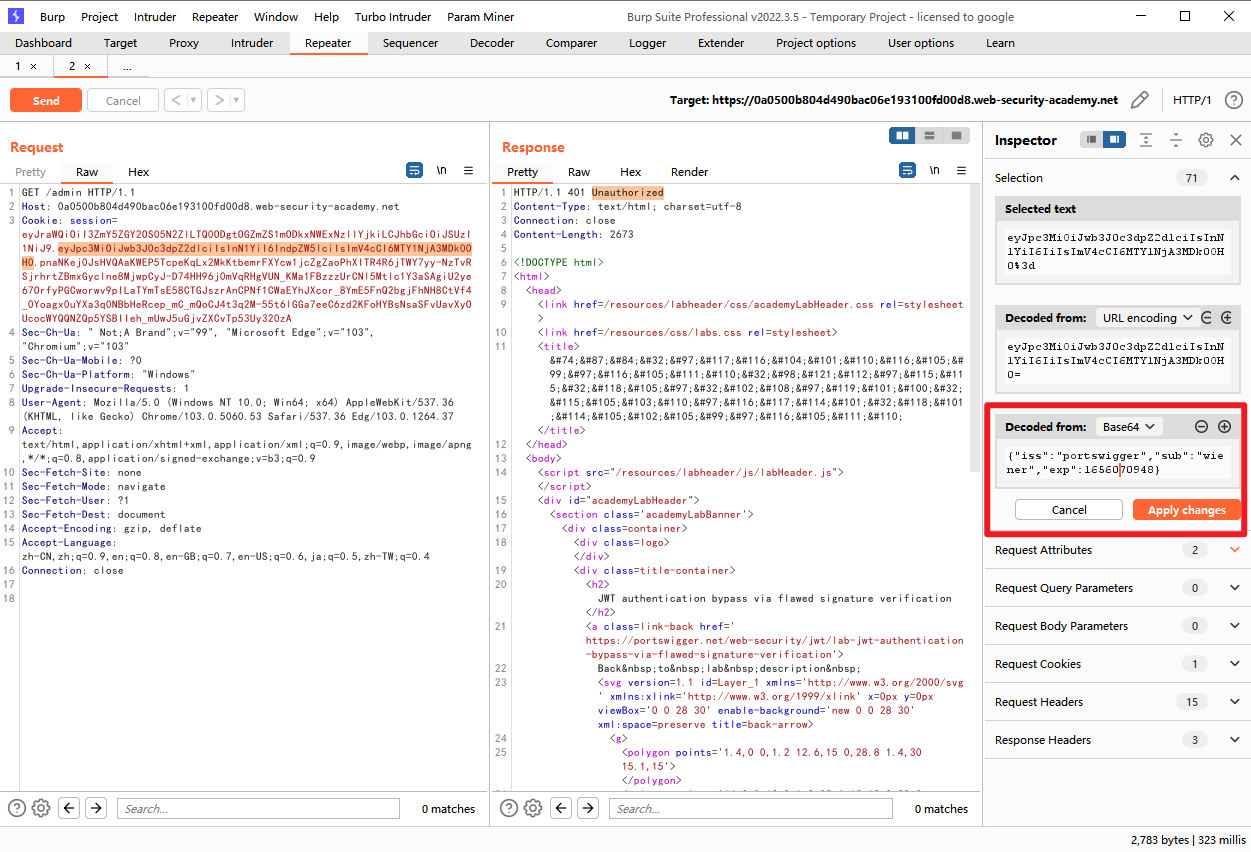 Burp Project Intruder Repeater Window Help Turbo Intruder Param Miner Burp Suite Professional v2022.3.5 - Temporary Project - licensed to google
Dashboard Target Proxy Intruder Repeater Sequencer Decoder Comparer Logger Extender Project options User options Learn
1 × 2 × ...
Send Cancel < > Target: https://0a0500b804d490bac06e193100fd00d8.web-security-academy.net HTTP/1
Request
Pretty Raw Hex \n
1 GET /admin HTTP/1.1
2 Host: 0a0500b804d490bac06e193100fd00d8.web-security-academy.net
3 Cookie: session=
4 Sec-Ch-Ua: " Not;A Brand";v="99", "Microsoft Edge";v="103",
"Chromium";v="103"
5 Sec-Ch-Ua-Mobile: ?0
6 Sec-Ch-Ua-Platform: "Windows"
7 Upgrade-Insecure-Requests: 1
8 User-Agent: Mozilla/5.0 (Windows NT 10.0; Win64; x64) AppleWebKit/537.36
(KHTML, like Gecko) Chrome/103.0.5060.53 Safari/537.36 Edg/103.0.1264.37
9 Accept:
text/html,application/xhtml+xml,application/xml;q=0.9,image/webp,image/apng
,*/*;q=0.8,application/signed-exchange;v=b3;q=0.9
10 Sec-Fetch-Site: none
11 Sec-Fetch-Mode: navigate
12 Sec-Fetch-User: ?1
13 Sec-Fetch-Dest: document
14 Accept-Encoding: gzip, deflate
15 Accept-Language:
zh-CN,zh;q=0.9,en;q=0.8,en-GB;q=0.7,en-US;q=0.6,ja;q=0.5,zh-TW;q=0.4
16 Connection: close
17
18
Search... 0 matches
Response
Pretty Raw Hex Render \n
1 HTTP/1.1 401 Unauthorized
2 Content-Type: text/html; charset=utf-8
3 Connection: close
4 Content-Length: 2673
5
6 <!DOCTYPE html>
7 <html>
8 <head>
9 <link href=/resources/labheader/css/academyLabHeader.css rel=stylesheet
>
10 <link href=/resources/css/labs.css rel=stylesheet>
11 <title>
&#74;&#87;&#84;&#32;&#97;&#117;&#116;&#104;&#101;&#110;&#116;&#105;&#
99;&#97;&#116;&#105;&#111;&#110;&#32;&#98;&#121;&#112;&#97;&#115;&#11
5;&#32;&#118;&#105;&#97;&#32;&#102;&#108;&#97;&#119;&#101;&#100;&#32;
&#115;&#105;&#103;&#110;&#97;&#116;&#117;&#114;&#101;&#32;&#118;&#101
;&#114;&#105;&#102;&#105;&#99;&#97;&#116;&#105;&#111;&#110;
</title>
12 </head>
13 <body>
14 <script src="/resources/labheader/js/labHeader.js">
</script>
15 <div id="academyLabHeader">
16 <section class='academyLabBanner'>
17 <div class=container>
18 <div class=logo>
</div>
19 <div class=title-container>
20 <h2>
JWT authentication bypass via flawed signature verification
</h2>
21 <a class=link-back href='
https://portswigger.net/web-security/jwt/lab-jwt-authentication
-bypass-via-flawed-signature-verification'>
22 Back&nbsp;to&nbsp;lab&nbsp;description&nbsp;
23 <svg version=1.1 id=Layer_1 xmlns='http://www.w3.org/2000/svg
' xmlns:xlink='http://www.w3.org/1999/xlink' x=0px y=0px
viewBox='0 0 28 30' enable-background='new 0 0 28 30'
xml:space=preserve title=back-arrow>
24 <g>
25 <polygon points='1.4,0 0,1.2 12.6,15 0,28.8 1.4,30
15.1,15'>
</polygon>
Search... 0 matches
Inspector
Selection 71
Selected text
Decoded from: URL encoding
Decoded from: Base64
{"iss":"portswigger","sub":"wie
ner","exp":1656070948}
Cancel Apply changes
Request Attributes 2
Request Query Parameters 0
Request Body Parameters 0
Request Cookies 1
Request Headers 15
Response Headers 3
2,783 bytes | 323 millis